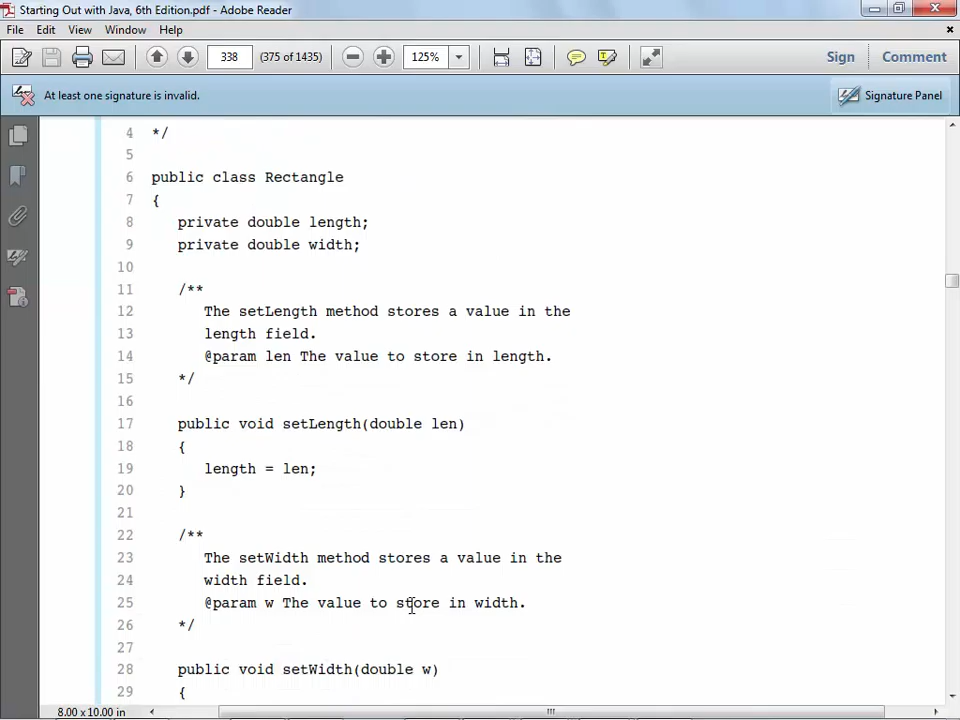 Starting Out with Java, 6th Edition.pdf - Adobe Reader
File Edit View Window Help
338 (375 of 1435) 125% Sign Comment
At least one signature is invalid. Signature Panel
4 */
5
6 public class Rectangle
7 {
8 private double length;
9 private double width;
10
11 /**
12 The setLength method stores a value in the
13 length field.
14 @param len The value to store in length.
15 */
16
17 public void setLength(double len)
18 {
19 length = len;
20 }
21
22 /**
23 The setWidth method stores a value in the
24 width field.
25 @param w The value to store in width.
26 */
27
28 public void setWidth(double w)
29 {
8.00 x 10.00 in